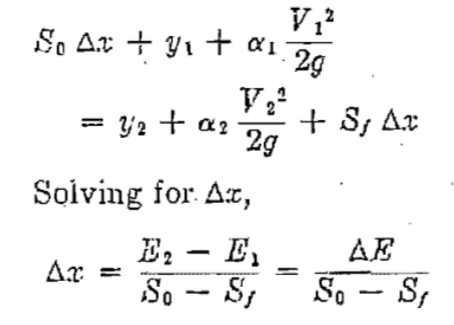 S₀ Δx + y₁ + α₁ V₁²/2g
= y₂ + α₂ V₂²/2g + S_f Δx
Solving for Δx,
Δx = (E₂ − E₁)/(S₀ − S_f) = ΔE/(S₀ − S_f)